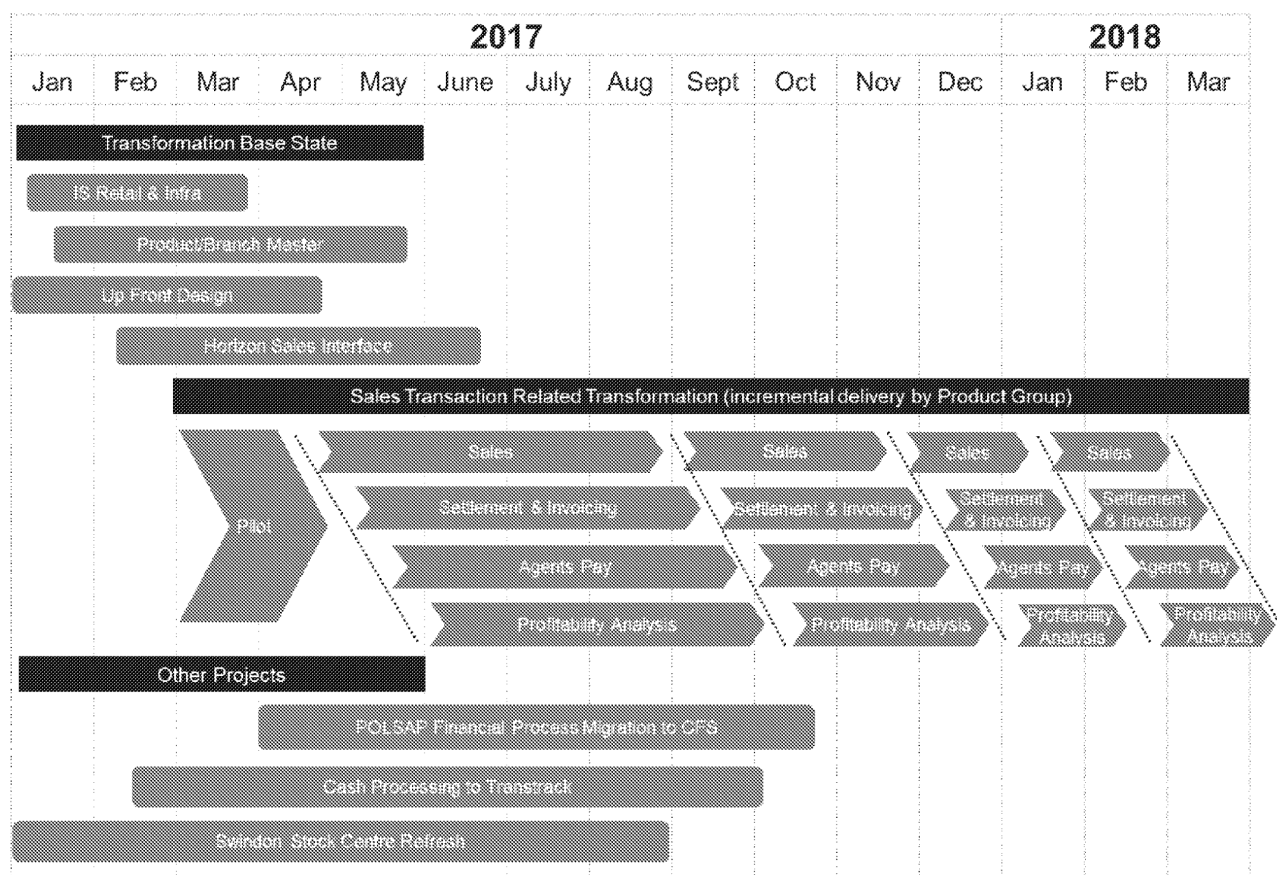 2017 2018
Jan Feb Mar Apr May June July Aug Sept Oct Nov Dec Jan Feb Mar
Transformation Base State
IS Retail & Infra
Product/Branch Master
Up Front Design
Horizon Sales Interface
Sales Transaction Related Transformation (incremental delivery by Product Group)
Pilot
Sales Sales Sales Sales
Settlement & Invoicing Settlement & Invoicing Settlement Settlement
& Invoicing & Invoicing
Agents Pay Agents Pay Agents Pay Agents Pay
Profitability Analysis Profitability Analysis Profitability Profitability
Analysis Analysis
Other Projects
POLSAP Financial Process Migration to CFS
Cash Processing to Transtrack
Swindon Stock Centre Refresh